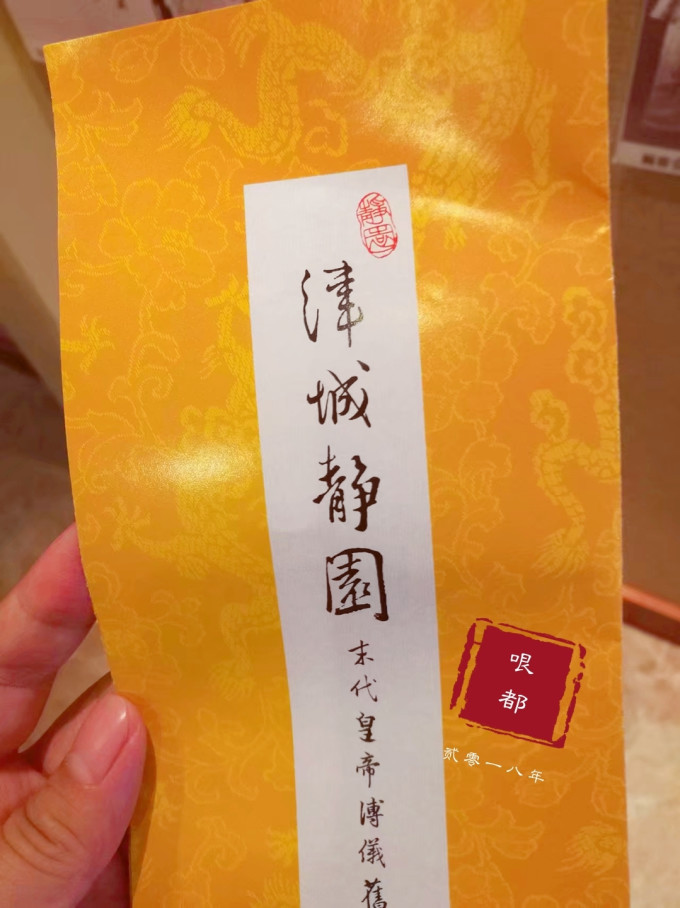 津城静園
末代皇帝溥儀舊
哏都
贰零一八年